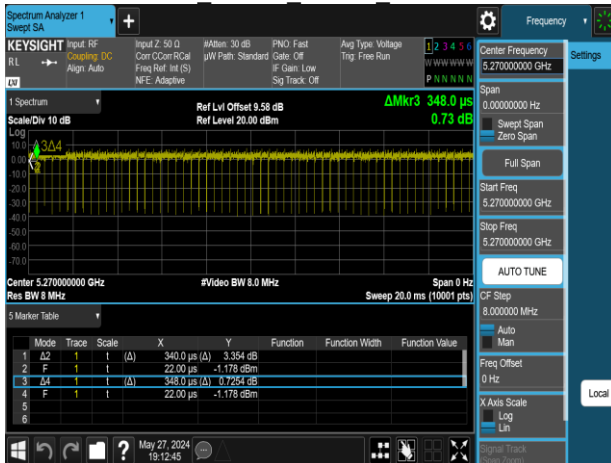 Spectrum Analyzer 1
Swept SA
+
Frequency
KEYSIGHT
RL
LXI
Input: RF
Coupling: DC
Align: Auto
Input Z: 50 Ω
Corr CCorr RCal
Freq Ref: Int (S)
NFE: Adaptive
#Atten: 30 dB
µW Path: Standard
PNO: Fast
Gate: Off
IF Gain: Low
Sig Track: Off
Avg Type: Voltage
Trig: Free Run
1 2 3 4 5 6
W W W W W W
P N N N N N
Center Frequency
5.270000000 GHz
Settings
Span
0.00000000 Hz
Swept Span
Zero Span
Full Span
Start Freq
5.270000000 GHz
Stop Freq
5.270000000 GHz
AUTO TUNE
CF Step
8.000000 MHz
Auto
Man
Freq Offset
0 Hz
X Axis Scale
Log
Lin
Local
Signal Track
(Span Zoom)
1 Spectrum
Scale/Div 10 dB
Ref Lvl Offset 9.58 dB
Ref Level 20.00 dBm
ΔMkr3 348.0 µs
0.73 dB
Log
10.0
0.00
-10.0
-20.0
-30.0
-40.0
-50.0
-60.0
-70.0
3Δ4
Center 5.270000 GHz
Res BW 8 MHz
#Video BW 8.0 MHz
Span 0 Hz
Sweep 20.0 ms (10001 pts)
5 Marker Table
Mode Trace Scale X Y Function Function Width Function Value
1 Δ2 1 t (Δ) 340.0 µs (Δ) 3.354 dB
2 F 1 t 22.00 µs -1.178 dBm
3 Δ4 1 t (Δ) 348.0 µs (Δ) 0.7254 dB
4 F 1 t 22.00 µs -1.178 dBm
5
6
?
May 27, 2024
19:12:45